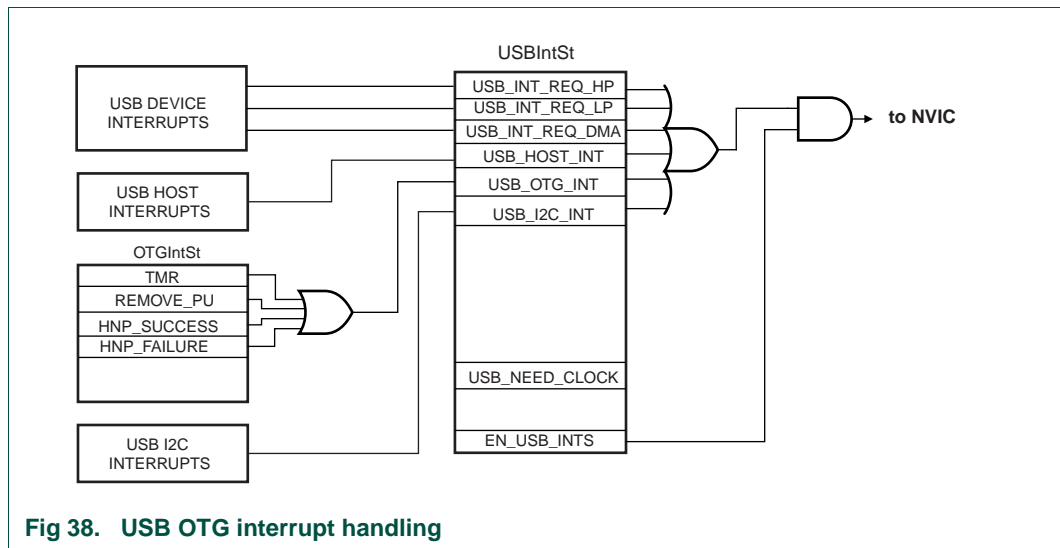 USBIntSt
USB DEVICE
INTERRUPTS
USB HOST
INTERRUPTS
OTGIntSt
TMR
REMOVE_PU
HNP_SUCCESS
HNP_FAILURE
USB I2C
INTERRUPTS
USB_INT_REQ_HP
USB_INT_REQ_LP
USB_INT_REQ_DMA
USB_HOST_INT
USB_OTG_INT
USB_I2C_INT
USB_NEED_CLOCK
EN_USB_INTS
to NVIC
Fig 38. USB OTG interrupt handling